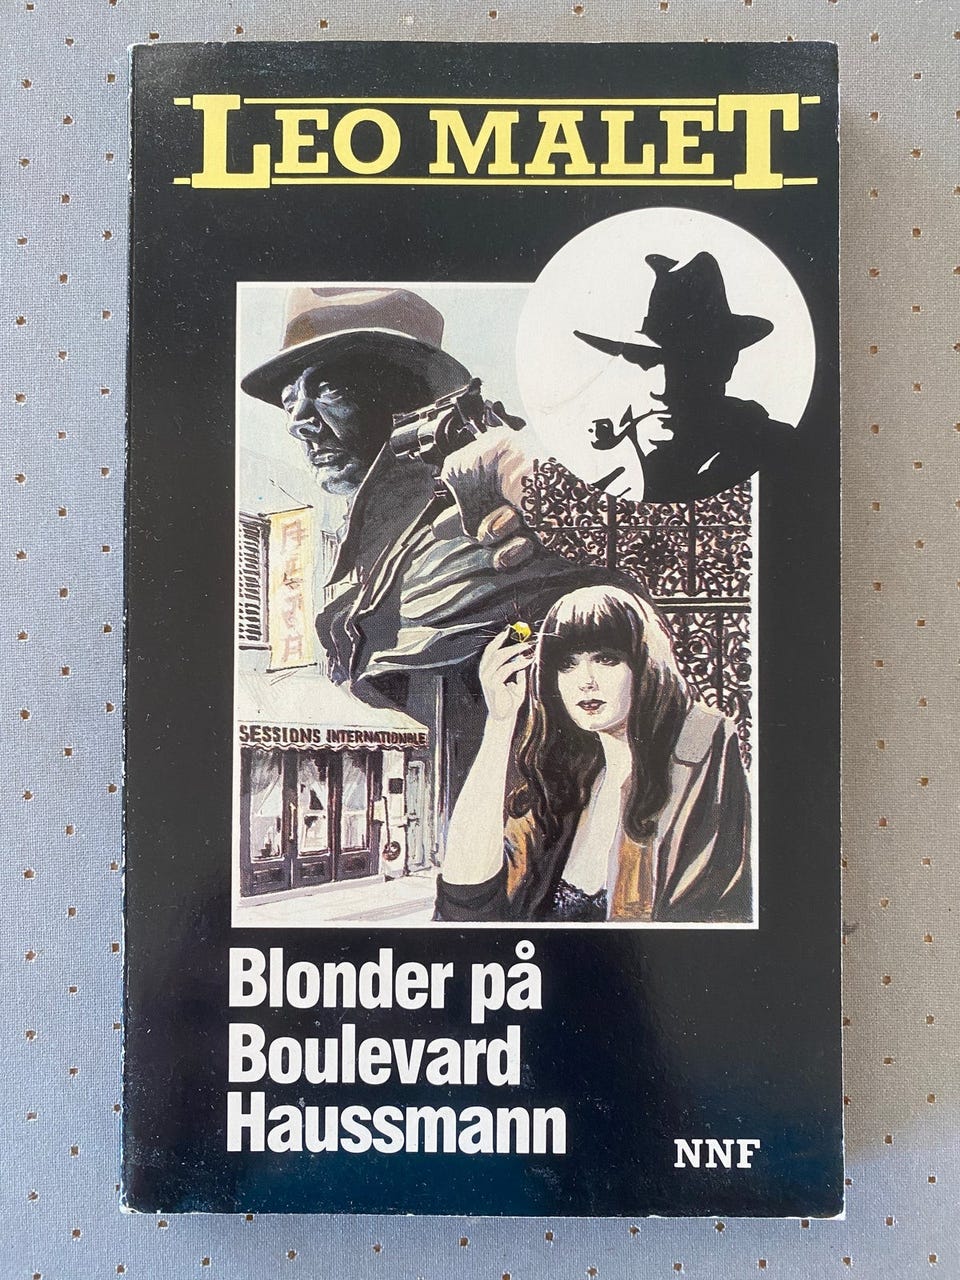 LEO MALET
SESSIONS INTERNATIONALE
Blonder på
Boulevard
Haussmann
NNF